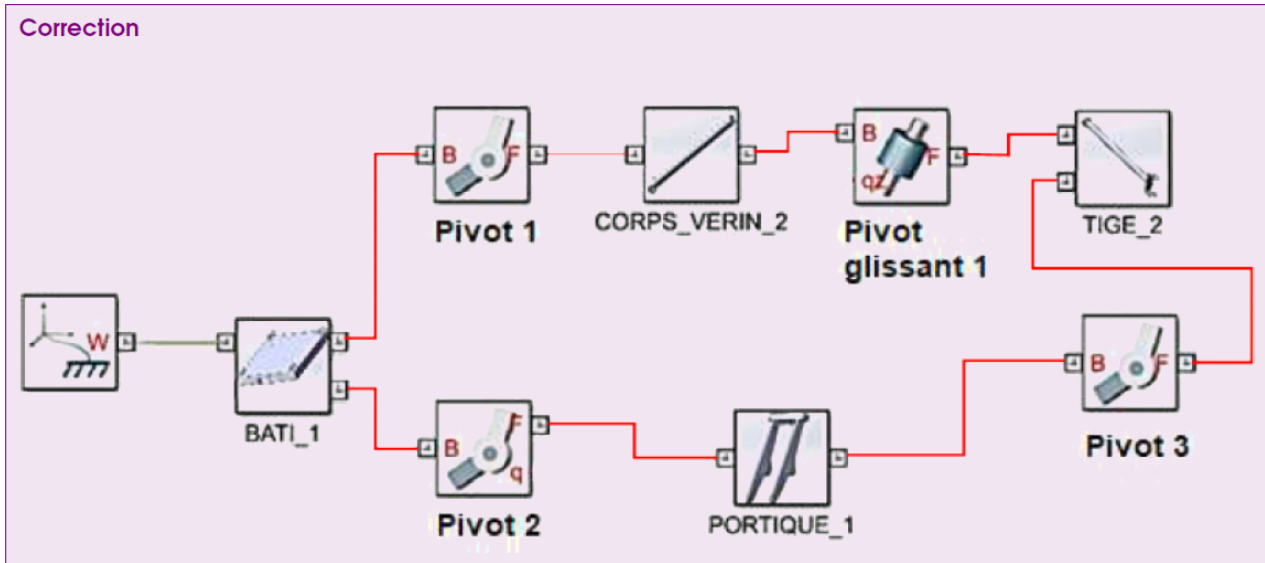 Correction
B
F
Pivot 1
CORPS_VERIN_2
B
F
qz
Pivot
glissant 1
TIGE_2
W
BATI_1
B
F
q
Pivot 2
PORTIQUE_1
B
F
Pivot 3